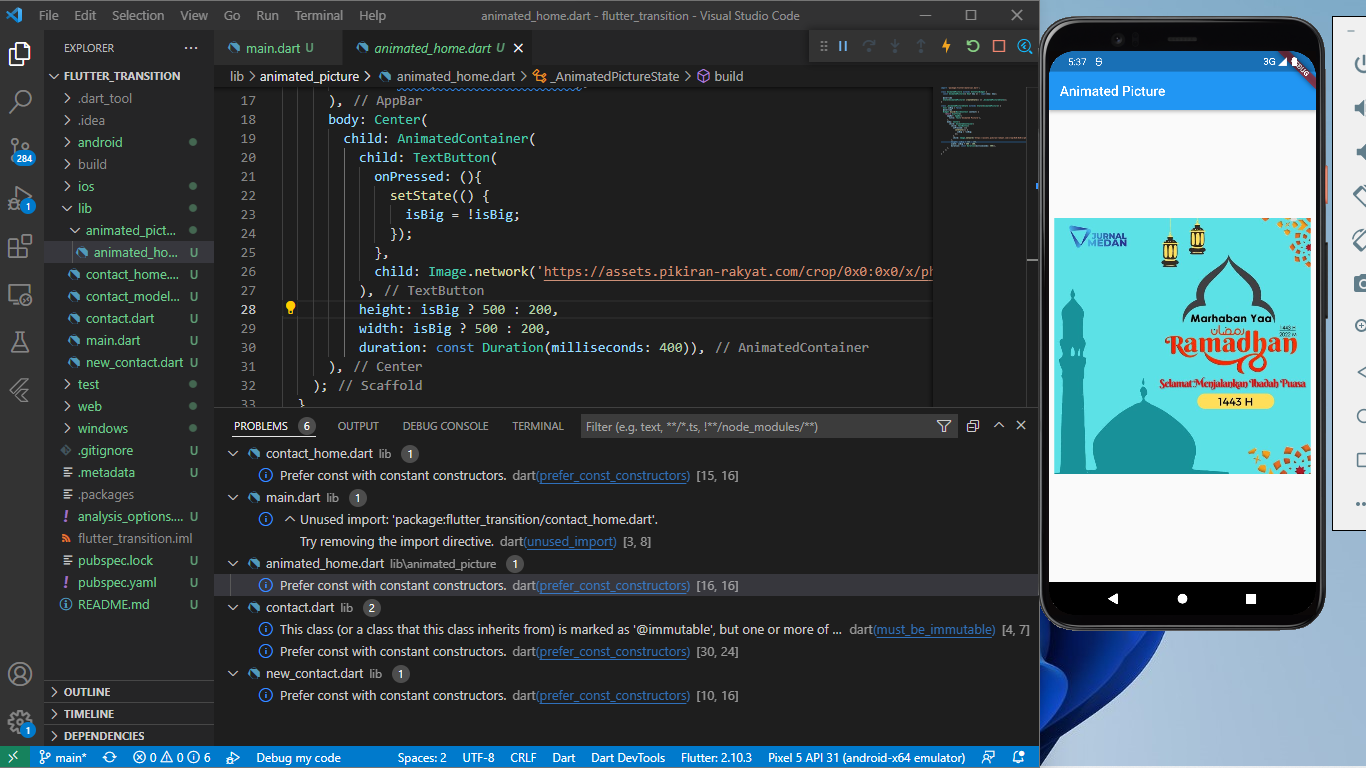 File Edit Selection View Go Run Terminal Help
animated_home.dart - flutter_transition - Visual Studio Code
EXPLORER
FLUTTER_TRANSITION
.dart_tool
.idea
android
build
ios
lib
animated_pict...
animated_ho... U
contact_home.... U
contact_model... U
contact.dart U
main.dart U
new_contact.dart U
test
web
windows
.gitignore U
.metadata U
.packages
analysis_options.... U
flutter_transition.iml
pubspec.lock U
pubspec.yaml U
README.md U
OUTLINE
TIMELINE
DEPENDENCIES
284
1
1
main.dart U
animated_home.dart U
lib > animated_picture > animated_home.dart > _AnimatedPictureState > build
17 ), // AppBar
18 body: Center(
19 child: AnimatedContainer(
20 child: TextButton(
21 onPressed: (){
22 setState(() {
23 isBig = !isBig;
24 });
25 },
26 child: Image.network('https://assets.pikiran-rakyat.com/crop/0x0:0x0/x/ph
27 ), // TextButton
28 height: isBig ? 500 : 200,
29 width: isBig ? 500 : 200,
30 duration: const Duration(milliseconds: 400)), // AnimatedContainer
31 ), // Center
32 ); // Scaffold
33 }
PROBLEMS 6 OUTPUT DEBUG CONSOLE TERMINAL Filter (e.g. text, **/*.ts, !**/node_modules/**)
contact_home.dart lib 1
Prefer const with constant constructors. dart(prefer_const_constructors) [15, 16]
main.dart lib 1
Unused import: 'package:flutter_transition/contact_home.dart'.
Try removing the import directive. dart(unused_import) [3, 8]
animated_home.dart lib\animated_picture 1
Prefer const with constant constructors. dart(prefer_const_constructors) [16, 16]
contact.dart lib 2
This class (or a class that this class inherits from) is marked as '@immutable', but one or more of ... dart(must_be_immutable) [4, 7]
Prefer const with constant constructors. dart(prefer_const_constructors) [30, 24]
new_contact.dart lib 1
Prefer const with constant constructors. dart(prefer_const_constructors) [10, 16]
main* 0 0 6 Debug my code Spaces: 2 UTF-8 CRLF Dart Dart DevTools Flutter: 2.10.3 Pixel 5 API 31 (android-x64 emulator)
5:37 3G
Animated Picture
JURNAL
MEDAN
Marhaban Yaa
رمضان
1443 H
2022 M
Ramadhan
Selamat Menjalankan Ibadah Puasa
1443 H